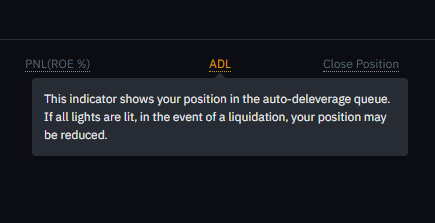 PNL(ROE %) ADL Close Position
This indicator shows your position in the auto-deleverage queue.
If all lights are lit, in the event of a liquidation, your position may
be reduced.